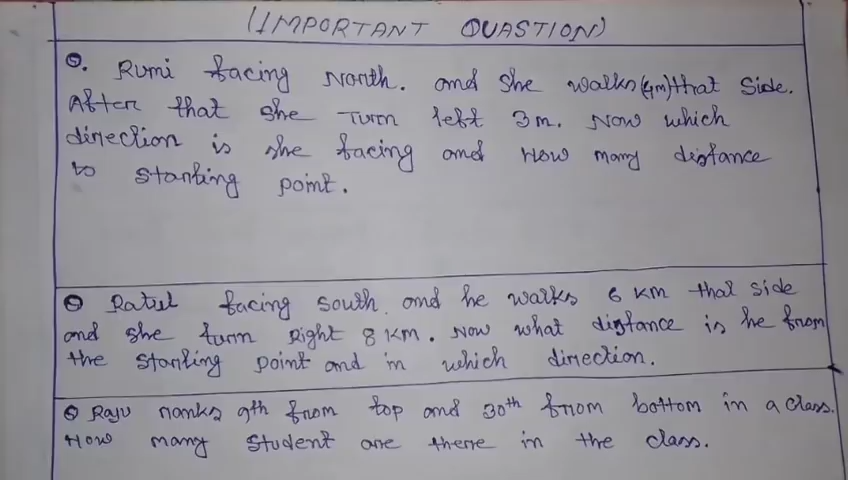 (IMPORTANT QUASTION)
Q. Rumi facing North. and she walks (4m) that side.
After that she Turn left 3m. Now which
direction is she facing and How many distance
to starting point.
Q Ratul facing south and he walks 6 KM that side
and she turn Right 8 KM. Now what distance is he from
the starting point and in which direction.
Q Raju ranks 9th from top and 30th from bottom in a class.
How many student are there in the class.